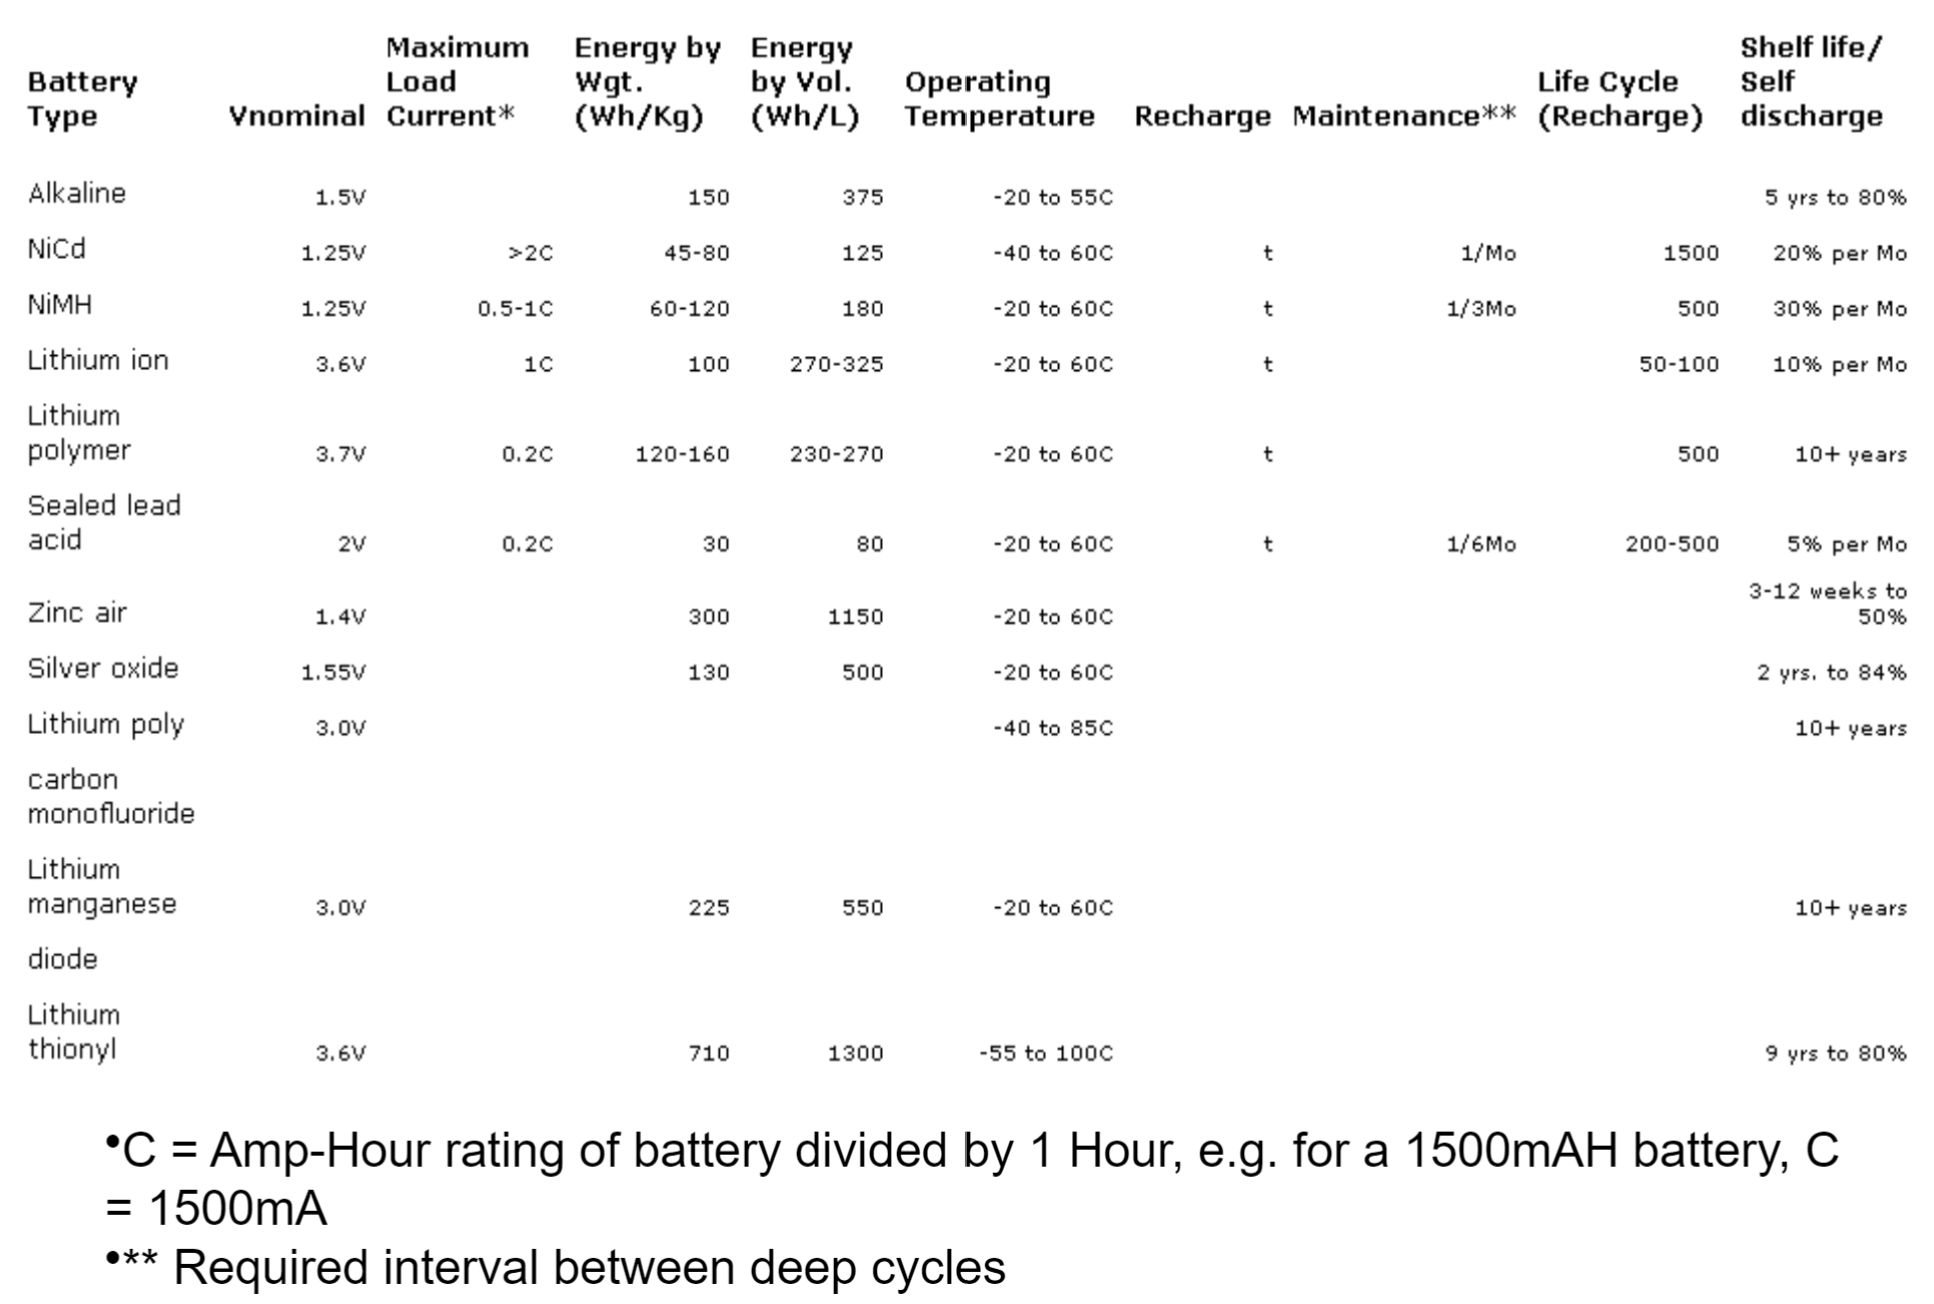 Battery Type Vnominal Maximum Load Current* Energy by Wgt. (Wh/Kg) Energy by Vol. (Wh/L) Operating Temperature Recharge Maintenance** Life Cycle (Recharge) Shelf life/ Self discharge
Alkaline 1.5V 150 375 -20 to 55C 5 yrs to 80%
NiCd 1.25V >2C 45-80 125 -40 to 60C t 1/Mo 1500 20% per Mo
NiMH 1.25V 0.5-1C 60-120 180 -20 to 60C t 1/3Mo 500 30% per Mo
Lithium ion 3.6V 1C 100 270-325 -20 to 60C t 50-100 10% per Mo
Lithium
polymer 3.7V 0.2C 120-160 230-270 -20 to 60C t 500 10+ years
Sealed lead
acid 2V 0.2C 30 80 -20 to 60C t 1/6Mo 200-500 5% per Mo
Zinc air 1.4V 300 1150 -20 to 60C 3-12 weeks to 50%
Silver oxide 1.55V 130 500 -20 to 60C 2 yrs. to 84%
Lithium poly 3.0V -40 to 85C 10+ years
carbon
monofluoride
Lithium
manganese 3.0V 225 550 -20 to 60C 10+ years
diode
Lithium
thionyl 3.6V 710 1300 -55 to 100C 9 yrs to 80%
•C = Amp-Hour rating of battery divided by 1 Hour, e.g. for a 1500mAH battery, C
= 1500mA
•** Required interval between deep cycles